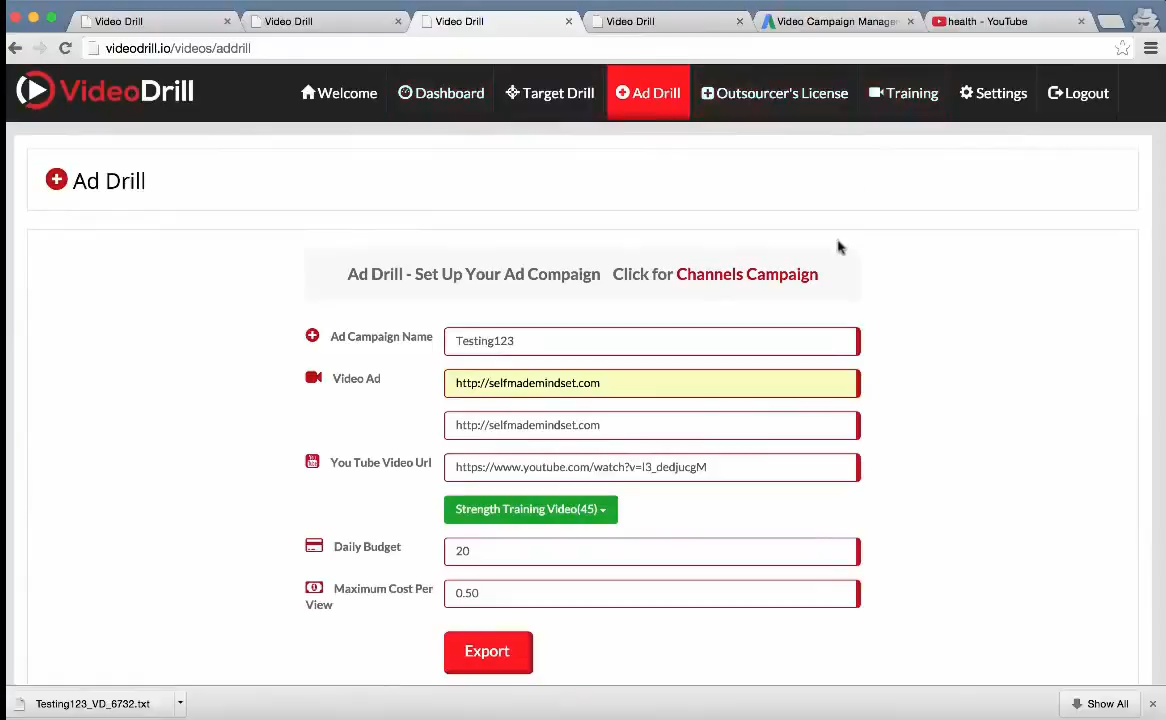 Video Drill
Video Drill
Video Drill
Video Drill
Video Campaign Manage
health - YouTube
videodrill.io/videos/addrill
VideoDrill
Welcome
Dashboard
Target Drill
Ad Drill
Outsourcer's License
Training
Settings
Logout
Ad Drill
Ad Drill - Set Up Your Ad Compaign Click for Channels Campaign
Ad Campaign Name
Testing123
Video Ad
http://selfmademindset.com
http://selfmademindset.com
You Tube Video Url
https://www.youtube.com/watch?v=I3_dedjucgM
Strength Training Video(45)
Daily Budget
20
Maximum Cost Per
View
0.50
Export
Testing123_VD_6732.txt
Show All